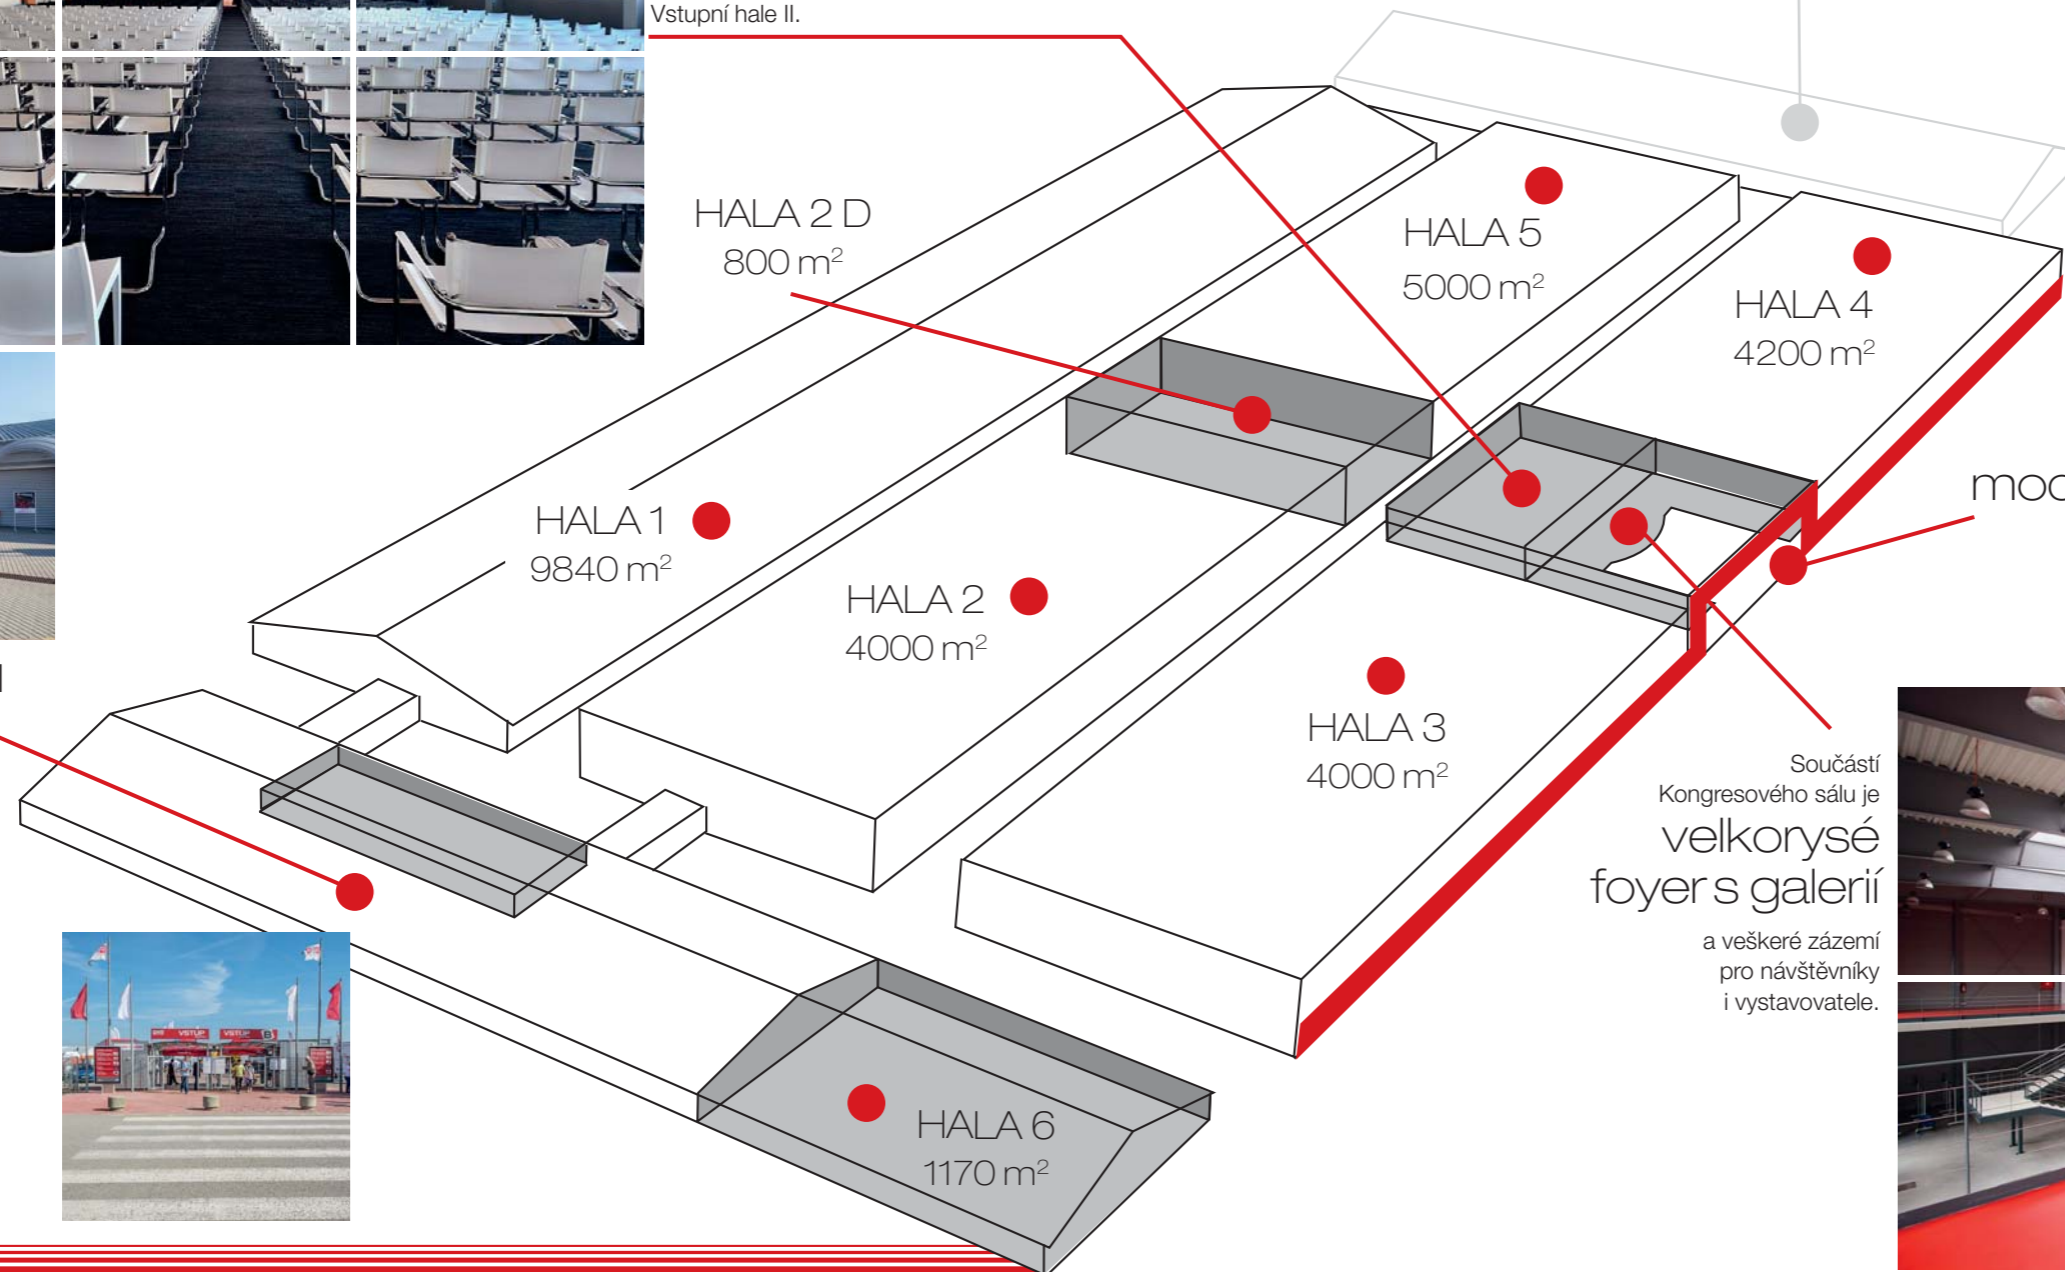 Vstupní hale II.
HALA 2 D
800 m²
HALA 5
5000 m²
HALA 4
4200 m²
HALA 1
9840 m²
HALA 2
4000 m²
HALA 3
4000 m²
HALA 6
1170 m²
Součástí
Kongresového sálu je
velkorysé
foyer s galerií
a veškeré zázemí
pro návštěvníky
i vystavovatele.
VSTUP
VSTUP
B